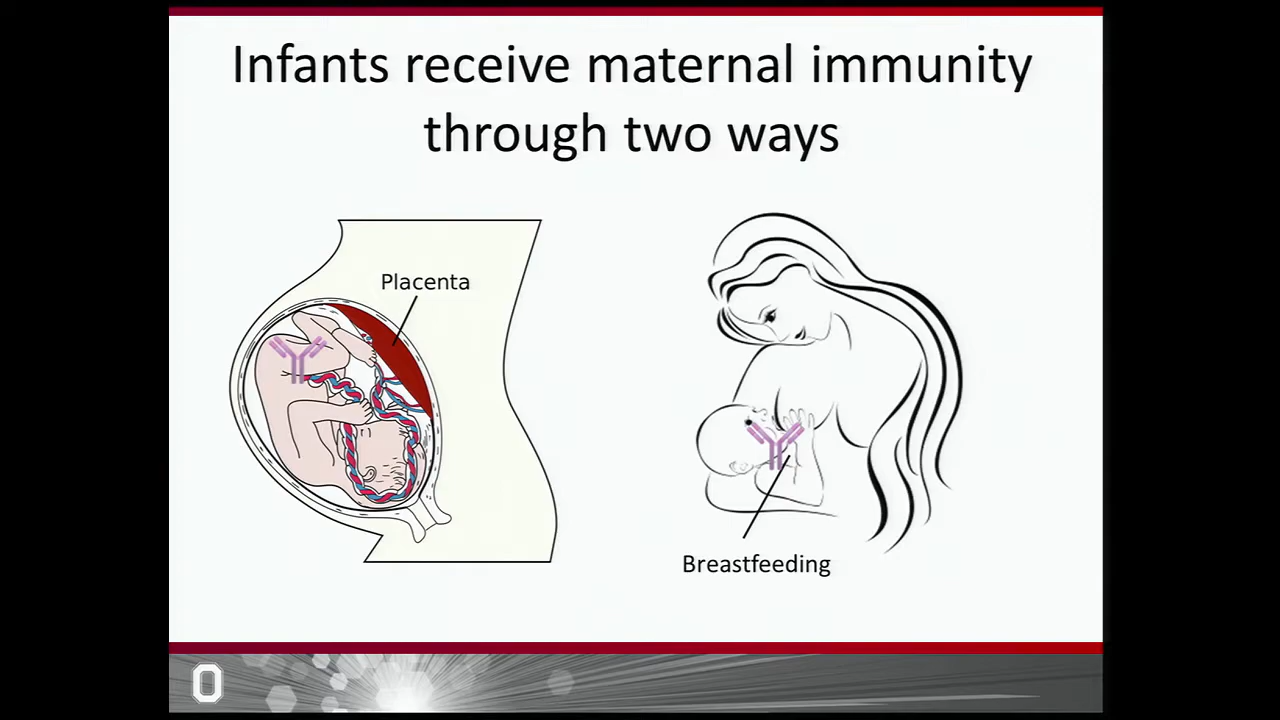 Infants receive maternal immunity
through two ways
Placenta
Breastfeeding
O